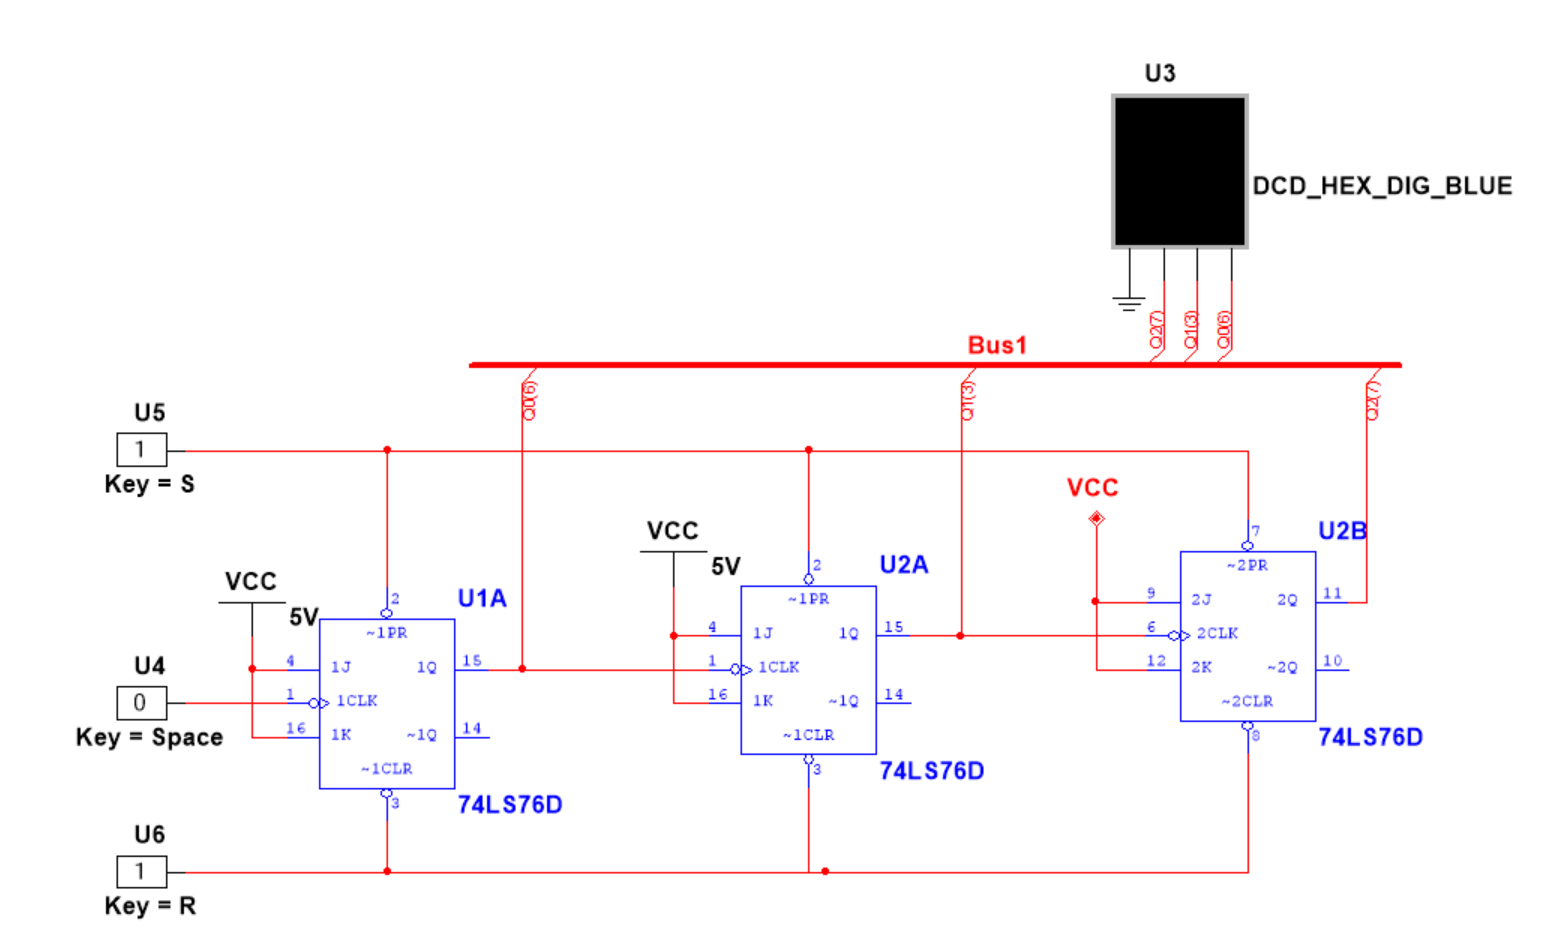 U3
DCD_HEX_DIG_BLUE
Q2(7)
Q1(3)
Q0(6)
Bus1
Q0(6)
Q1(3)
Q2(7)
U5
1
Key = S
VCC
VCC
5V
U2A
2
~1PR
4
1J
1Q
15
1
1CLK
16
1K
~1Q
14
~1CLR
3
74LS76D
7
U2B
~2PR
9
2J
2Q
11
6
2CLK
12
2K
~2Q
10
~2CLR
8
74LS76D
VCC
5V
2
U1A
~1PR
4
1J
1Q
15
1
1CLK
16
1K
~1Q
14
~1CLR
3
74LS76D
U4
0
Key = Space
U6
1
Key = R